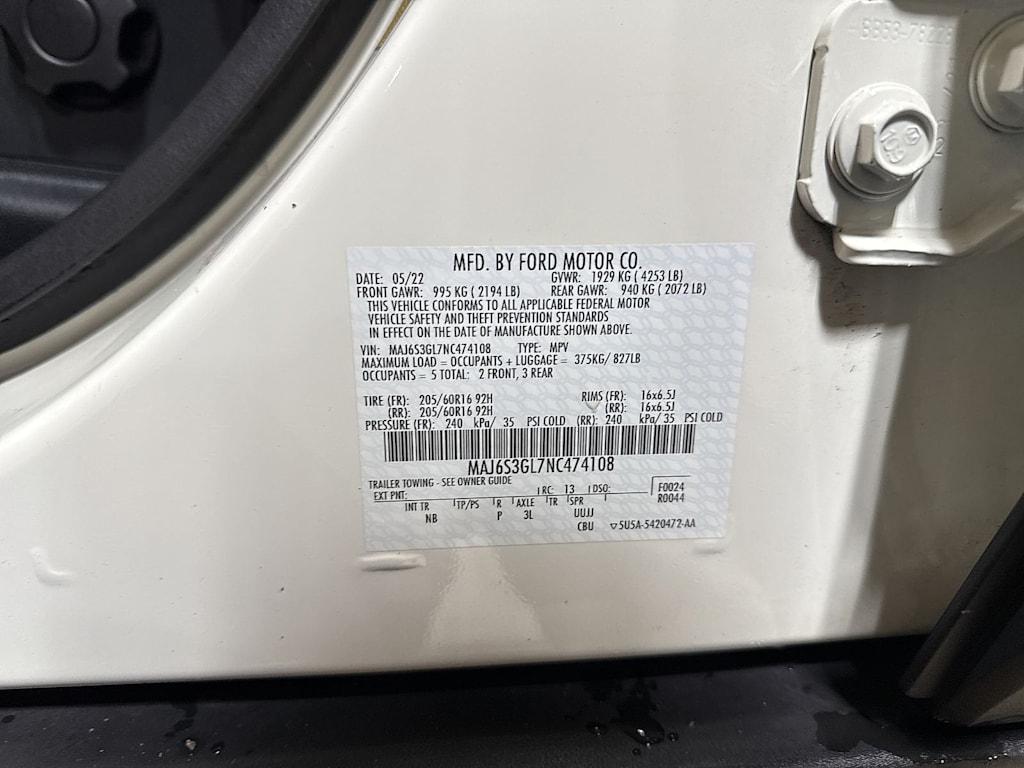 MFD. BY FORD MOTOR CO.
DATE: 05/22 GVWR: 1929 KG ( 4253 LB)
FRONT GAWR: 995 KG ( 2194 LB) REAR GAWR: 940 KG ( 2072 LB)
THIS VEHICLE CONFORMS TO ALL APPLICABLE FEDERAL MOTOR
VEHICLE SAFETY AND THEFT PREVENTION STANDARDS
IN EFFECT ON THE DATE OF MANUFACTURE SHOWN ABOVE.
VIN: MAJ6S3GL7NC474108 TYPE: MPV
MAXIMUM LOAD = OCCUPANTS + LUGGAGE = 375KG/ 827LB
OCCUPANTS = 5 TOTAL: 2 FRONT, 3 REAR
TIRE (FR): 205/60R16 92H RIMS (FR): 16x6.5J
(RR): 205/60R16 92H (RR): 16x6.5J
PRESSURE (FR): 240 kPa/ 35 PSI COLD (RR): 240 kPa/ 35 PSI COLD
MAJ6S3GL7NC474108
TRAILER TOWING - SEE OWNER GUIDE
EXT PNT: RC: 13 DSO: F0024
R0044
INT TR TP/PS R AXLE TR SPR
NB P 3L UUJJ
CBU 5U5A-5420472-AA
103